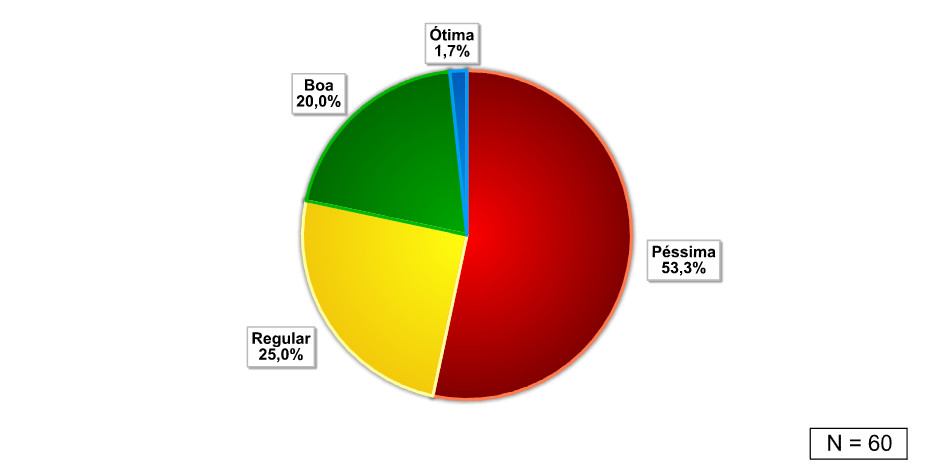 Ótima
1,7%
Boa
20,0%
Péssima
53,3%
Regular
25,0%
N = 60